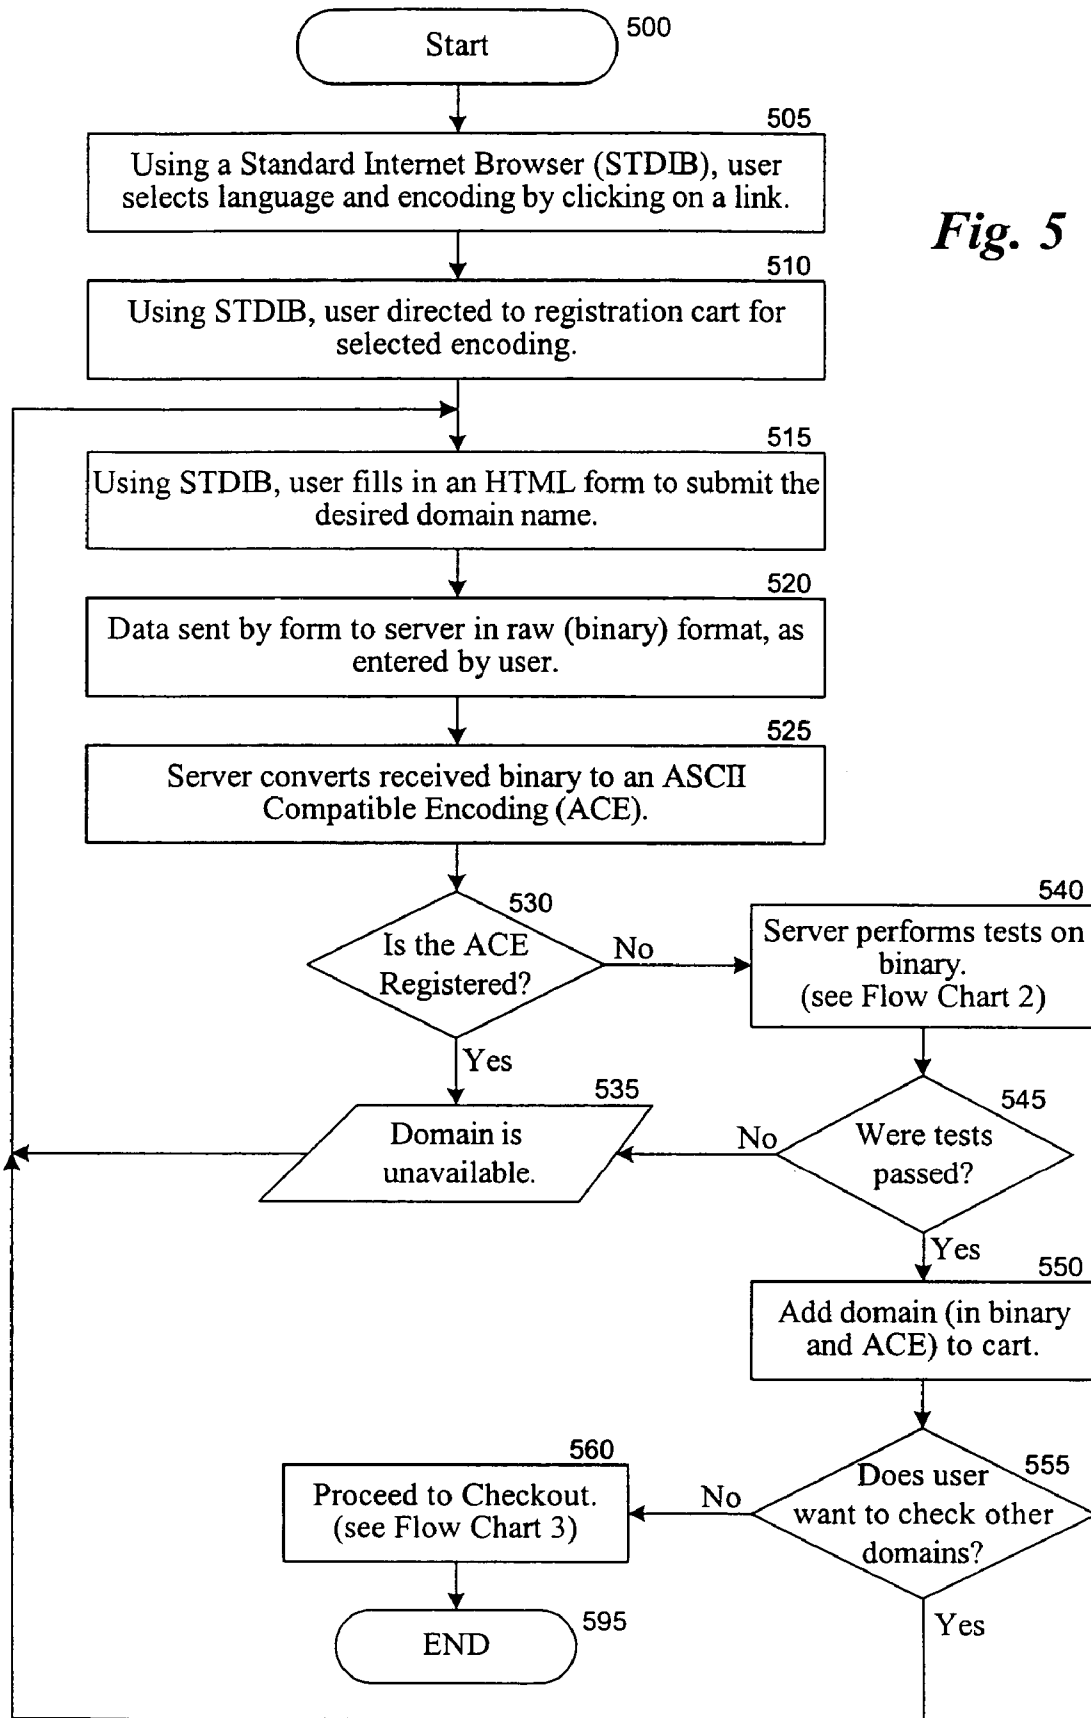 Start
500
505
Using a Standard Internet Browser (STDIB), user
selects language and encoding by clicking on a link.
Fig. 5
510
Using STDIB, user directed to registration cart for
selected encoding.
515
Using STDIB, user fills in an HTML form to submit the
desired domain name.
520
Data sent by form to server in raw (binary) format, as
entered by user.
525
Server converts received binary to an ASCII
Compatible Encoding (ACE).
530
Is the ACE
Registered?
No
Yes
540
Server performs tests on
binary.
(see Flow Chart 2)
535
Domain is
unavailable.
545
Were tests
passed?
No
Yes
550
Add domain (in binary
and ACE) to cart.
555
Does user
want to check other
domains?
No
Yes
560
Proceed to Checkout.
(see Flow Chart 3)
END
595